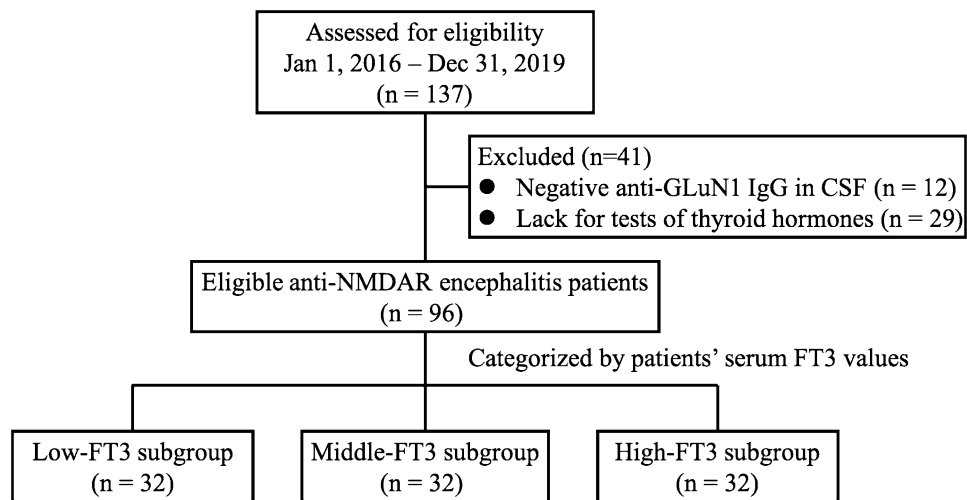 Assessed for eligibility
Jan 1, 2016 – Dec 31, 2019
(n = 137)
Excluded (n=41)
● Negative anti-GLuN1 IgG in CSF (n = 12)
● Lack for tests of thyroid hormones (n = 29)
Eligible anti-NMDAR encephalitis patients
(n = 96)
Categorized by patients’ serum FT3 values
Low-FT3 subgroup
(n = 32)
Middle-FT3 subgroup
(n = 32)
High-FT3 subgroup
(n = 32)